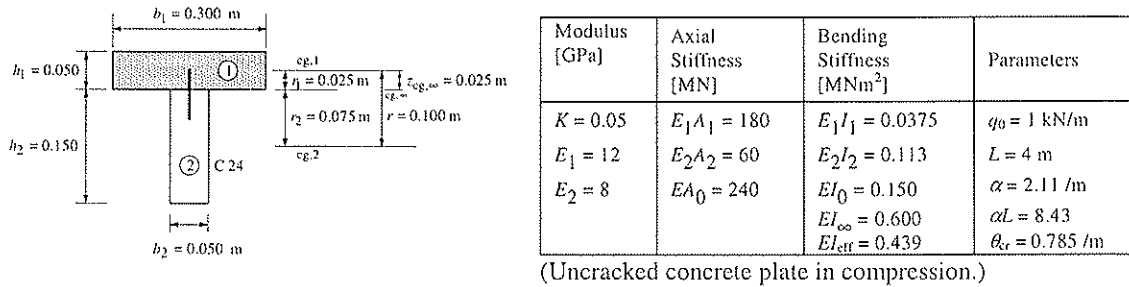 b₁ = 0.300 m
h₁ = 0.050
h₂ = 0.150
1
2
C 24
h₂ = 0.050 m
cg.1
r₁ = 0.025 m
z_cg,∞ = 0.025 m
cg,∞
r₂ = 0.075 m
r = 0.100 m
cg.2
Modulus [GPa] | Axial Stiffness [MN] | Bending Stiffness [MNm²] | Parameters
K = 0.05 | E₁A₁ = 180 | E₁I₁ = 0.0375 | q₀ = 1 kN/m
E₁ = 12 | E₂A₂ = 60 | E₂I₂ = 0.113 | L = 4 m
E₂ = 8 | EA₀ = 240 | EI₀ = 0.150 | α = 2.11 /m
EI∞ = 0.600 | αL = 8.43
EI_eff = 0.439 | θ_cr = 0.785 /m
(Uncracked concrete plate in compression.)